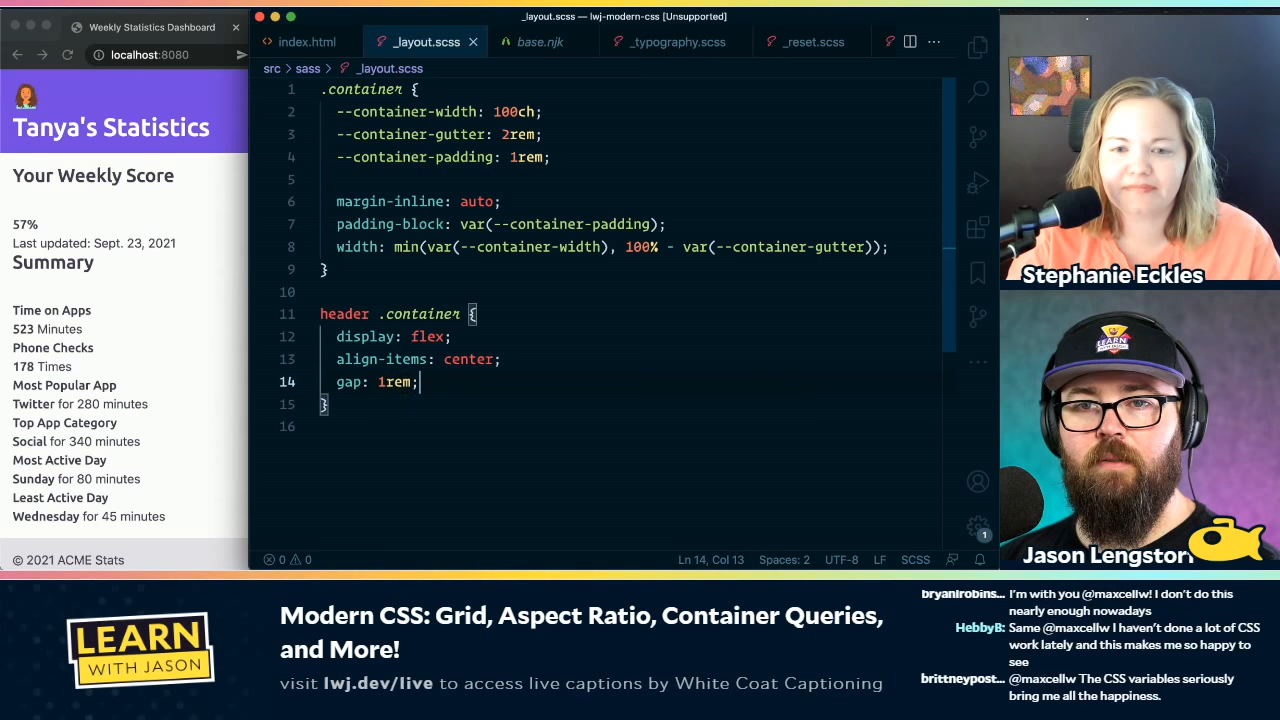 Weekly Statistics Dashboard
localhost:8080
Tanya's Statistics
Your Weekly Score
57%
Last updated: Sept. 23, 2021
Summary
Time on Apps
523 Minutes
Phone Checks
178 Times
Most Popular App
Twitter for 280 minutes
Top App Category
Social for 340 minutes
Most Active Day
Sunday for 80 minutes
Least Active Day
Wednesday for 45 minutes
© 2021 ACME Stats
_layout.scss — lwj-modern-css [Unsupported]
index.html
_layout.scss
base.njk
_typography.scss
_reset.scss
src > sass > _layout.scss
1 .container {
2 --container-width: 100ch;
3 --container-gutter: 2rem;
4 --container-padding: 1rem;
5
6 margin-inline: auto;
7 padding-block: var(--container-padding);
8 width: min(var(--container-width), 100% - var(--container-gutter));
9 }
10
11 header .container {
12 display: flex;
13 align-items: center;
14 gap: 1rem;
15 }
16
0 0
Ln 14, Col 13
Spaces: 2
UTF-8
LF
SCSS
1
Stephanie Eckles
LEARN
WITH JASON
LEARN
WITH JASON
Modern CSS: Grid, Aspect Ratio, Container Queries,
and More!
visit lwj.dev/live to access live captions by White Coat Captioning
bryanlrobins... I'm with you @maxcellw! I don't do this
nearly enough nowadays
HebbyB: Same @maxcellw I haven't done a lot of CSS
work lately and this makes me so happy to
see
brittneypost... @maxcellw The CSS variables seriously
bring me all the happiness.